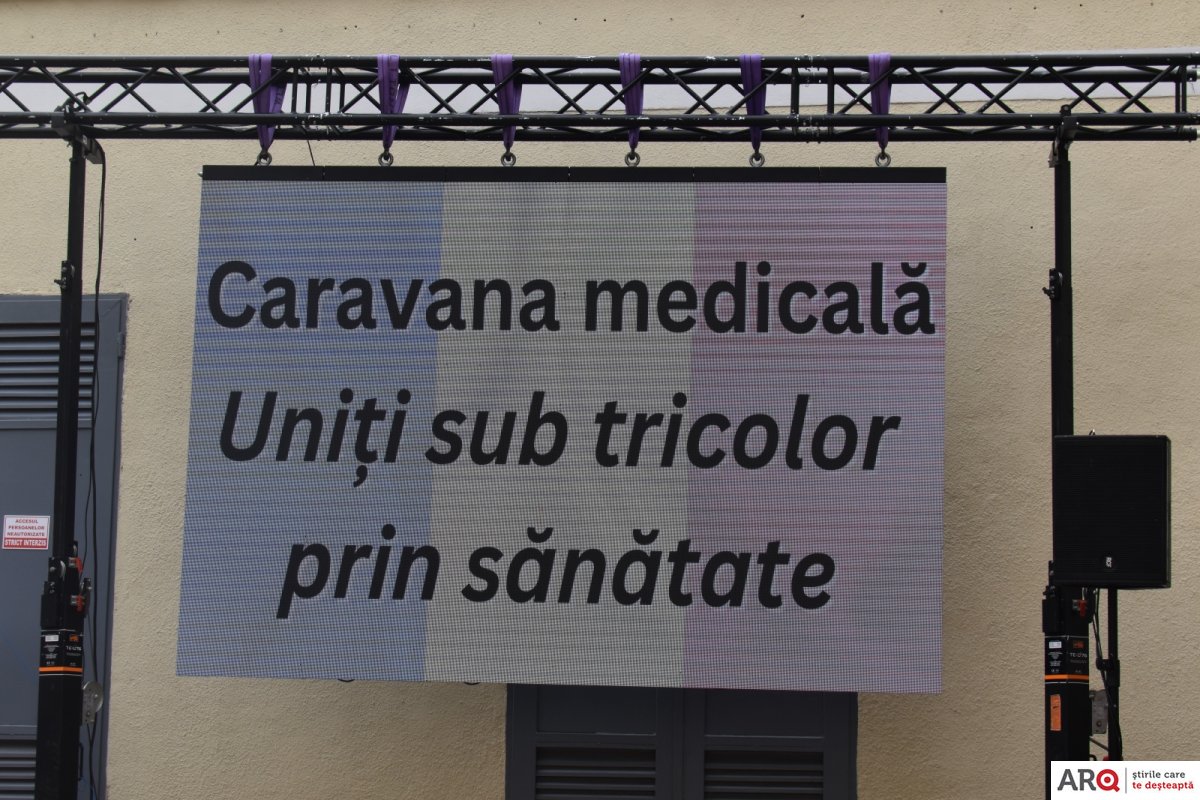 Caravana medicală
Uniți sub tricolor
prin sănătate
ACCESUL
PERSOANELOR
NEAUTORIZATE
STRICT INTERZIS
ARQ
știrile care
te deșteaptă